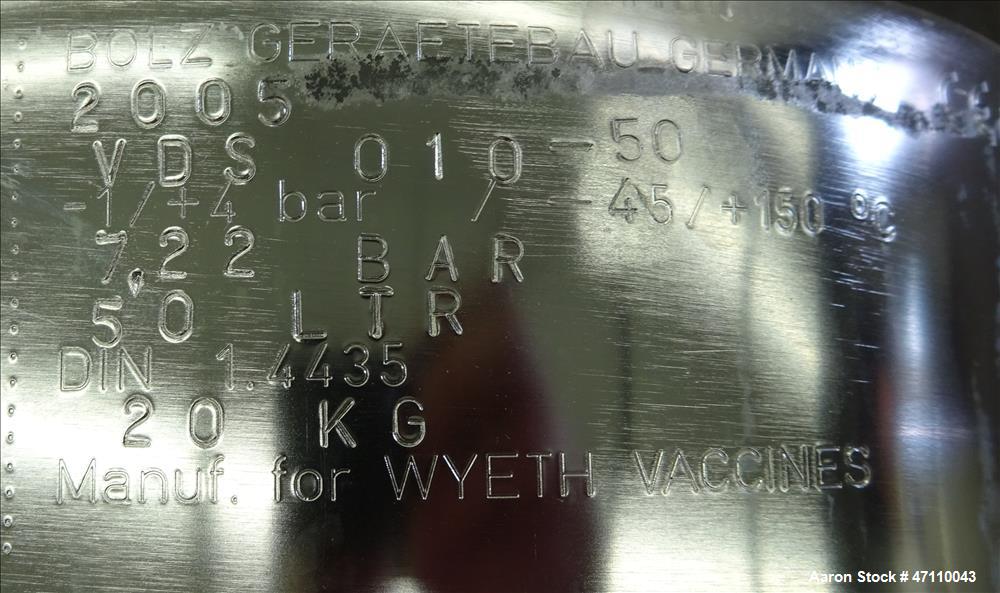 BOLZ GERAETEBAU GERMANY
2005
VDS 010 - 50
-1/+4 bar / -45/+150 °C
7,22 BAR
50 LTR
DIN 1.4435
20 KG
Manuf. for WYETH VACCINES
Aaron Stock # 47110043